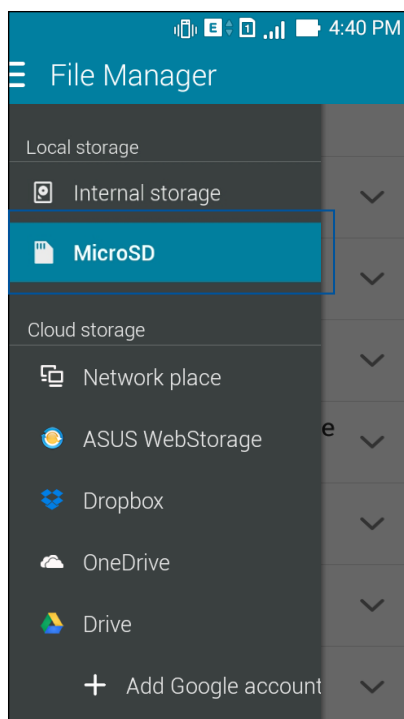 E 1 4:40 PM
File Manager
Local storage
Internal storage
MicroSD
Cloud storage
Network place
ASUS WebStorage
e
Dropbox
OneDrive
Drive
+ Add Google account